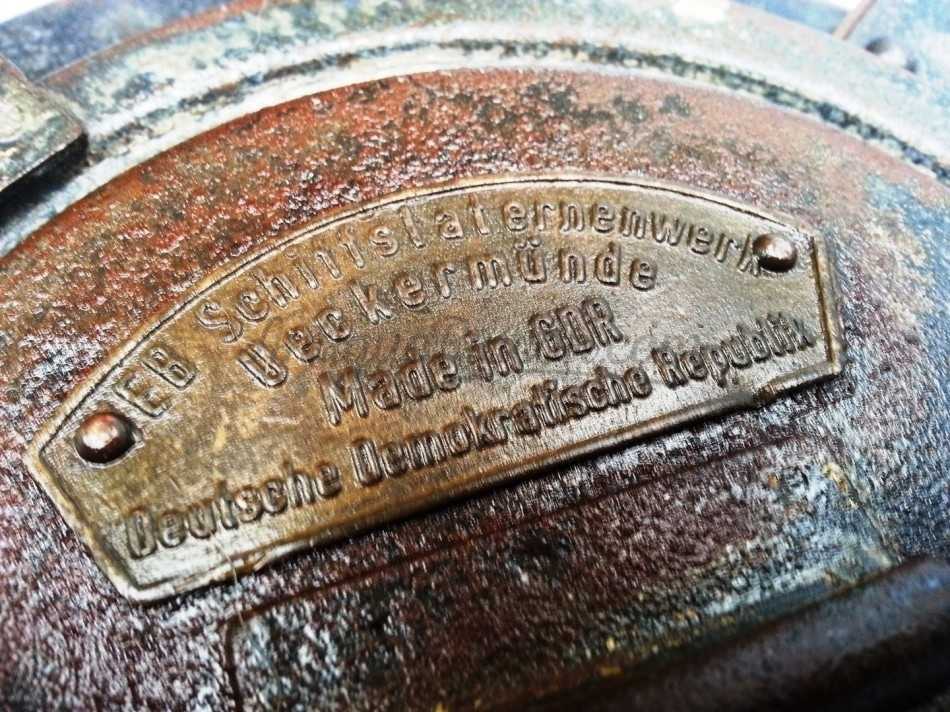 EB Schiffslaternenwerk
Ueckermünde
Made in GDR
Deutsche Demokratische Republik